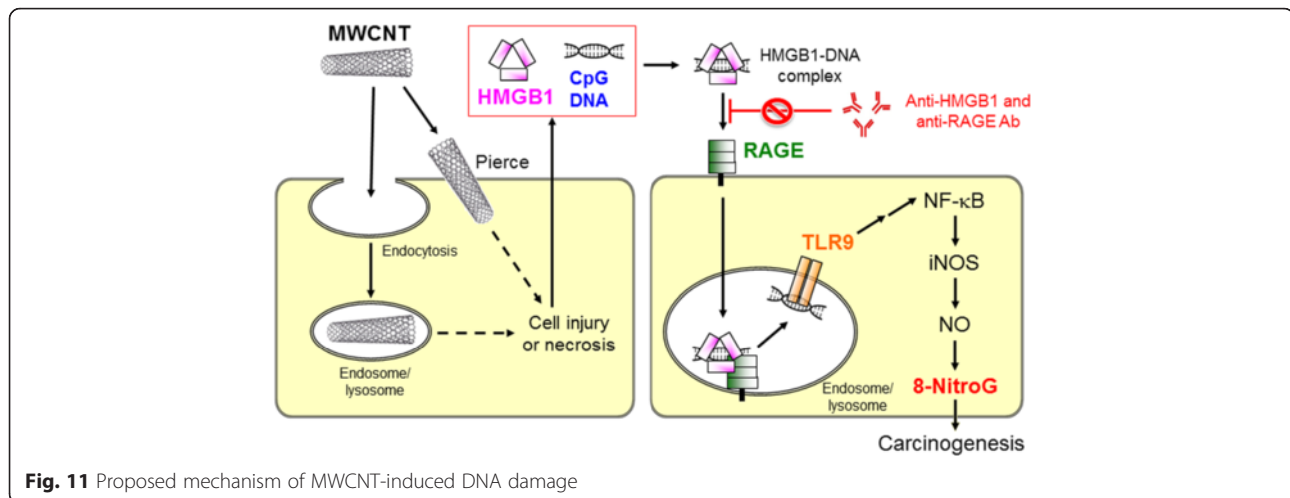 MWCNT
HMGB1
CpG
DNA
HMGB1-DNA
complex
Anti-HMGB1 and
anti-RAGE Ab
RAGE
Pierce
Endocytosis
Endosome/
lysosome
Cell injury
or necrosis
TLR9
NF-κB
iNOS
NO
8-NitroG
Endosome/
lysosome
Carcinogenesis
Fig. 11 Proposed mechanism of MWCNT-induced DNA damage